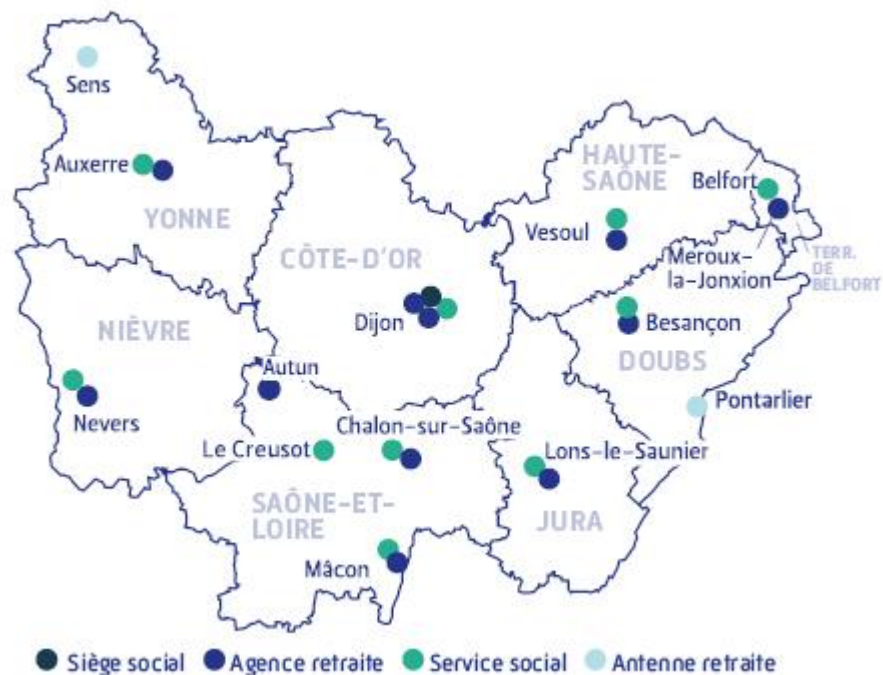 Sens
HAUTE-
SAÔNE
Auxerre
Belfort
YONNE
Vesoul
CÔTE-D'OR
Meroux-
la-Jonxion
TERR.
DE
BELFORT
NIÈVRE
Dijon
Besançon
DOUBS
Autun
Nevers
Pontarlier
Chalon-sur-Saône
Le Creusot
Lons-le-Saunier
SAÔNE-ET-
LOIRE
JURA
Mâcon
Siège social Agence retraite Service social Antenne retraite